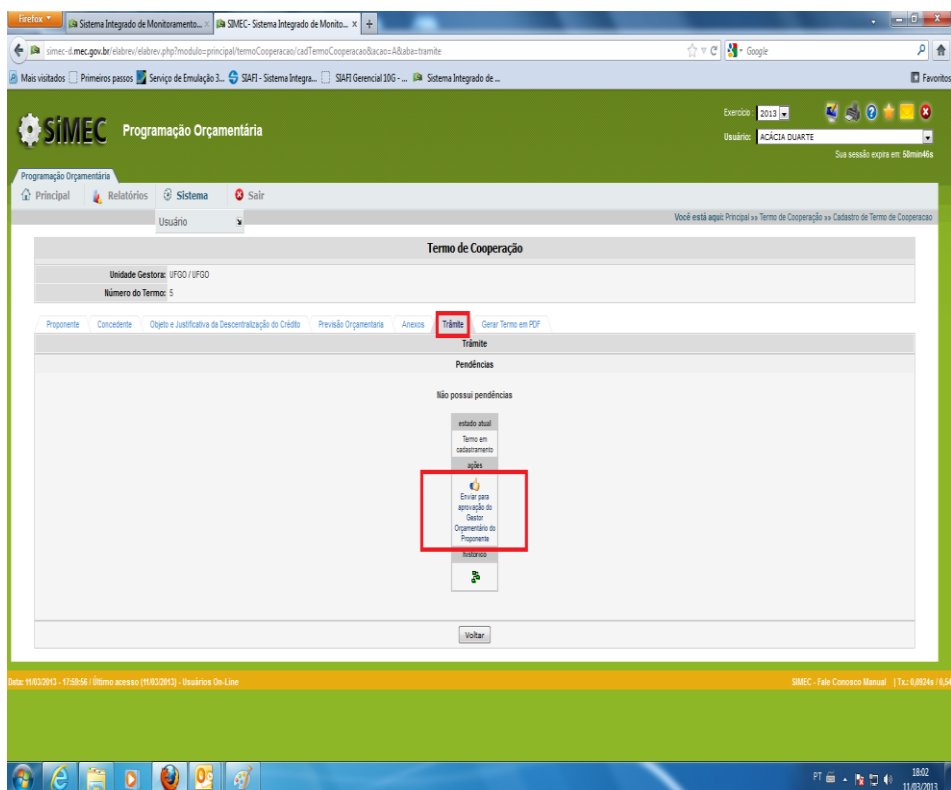 Firefox
Sistema Integrado de Monitoramento... ×
SIMEC- Sistema Integrado de Monito... ×
simec-d.mec.gov.br/elabrev/elabrev.php?modulo=principal/termoCooperacao/cadTermoCooperacao&acao=A&aba=tramite
Google
Mais visitados Primeiros passos Serviço de Emulação 3... SIAFI - Sistema Integra... SIAFI Gerencial 10G - ... Sistema Integrado de ... Favoritos
SiMEC Programação Orçamentária
Exercício: 2013
Usuário: ACÁCIA DUARTE
Sua sessão expira em: 58min46s
Programação Orçamentária
Principal Relatórios Sistema Sair
Usuário
Você está aqui: Principal »» Termo de Cooperação »» Cadastro de Termo de Cooperacao
Termo de Cooperação
Unidade Gestora: UFGO / UFGO
Número do Termo: 5
Proponente Concedente Objeto e Justificativa da Descentralização do Crédito Previsão Orçamentaria Anexos Trâmite Gerar Termo em PDF
Trâmite
Pendências
Não possui pendências
estado atual
Termo em
cadastramento
ações
Enviar para
aprovação do
Gestor
Orçamentário do
Proponente
histórico
Voltar
Data: 11/03/2013 - 17:59:56 / Último acesso (11/03/2013) - Usuários On-Line
SIMEC - Fale Conosco Manual | Tx.: 0,0924s / 0,54
PT
18:02
11/03/2013